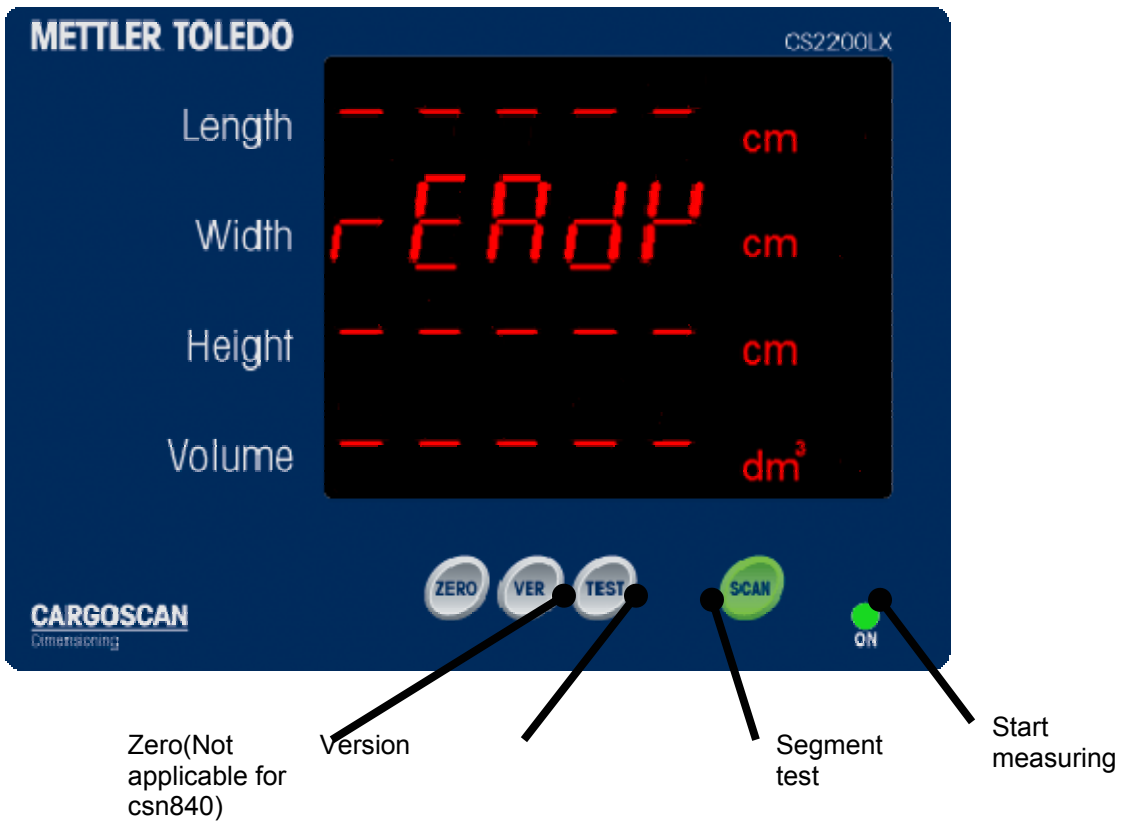 METTLER TOLEDO
CS2200LX
Length - - - - - cm
Width rEAdY cm
Height - - - - - cm
Volume - - - - - dm³
ZERO VER TEST SCAN
CARGOSCAN
Dimensioning
ON
Zero(Not
applicable for
csn840)
Version
Segment
test
Start
measuring